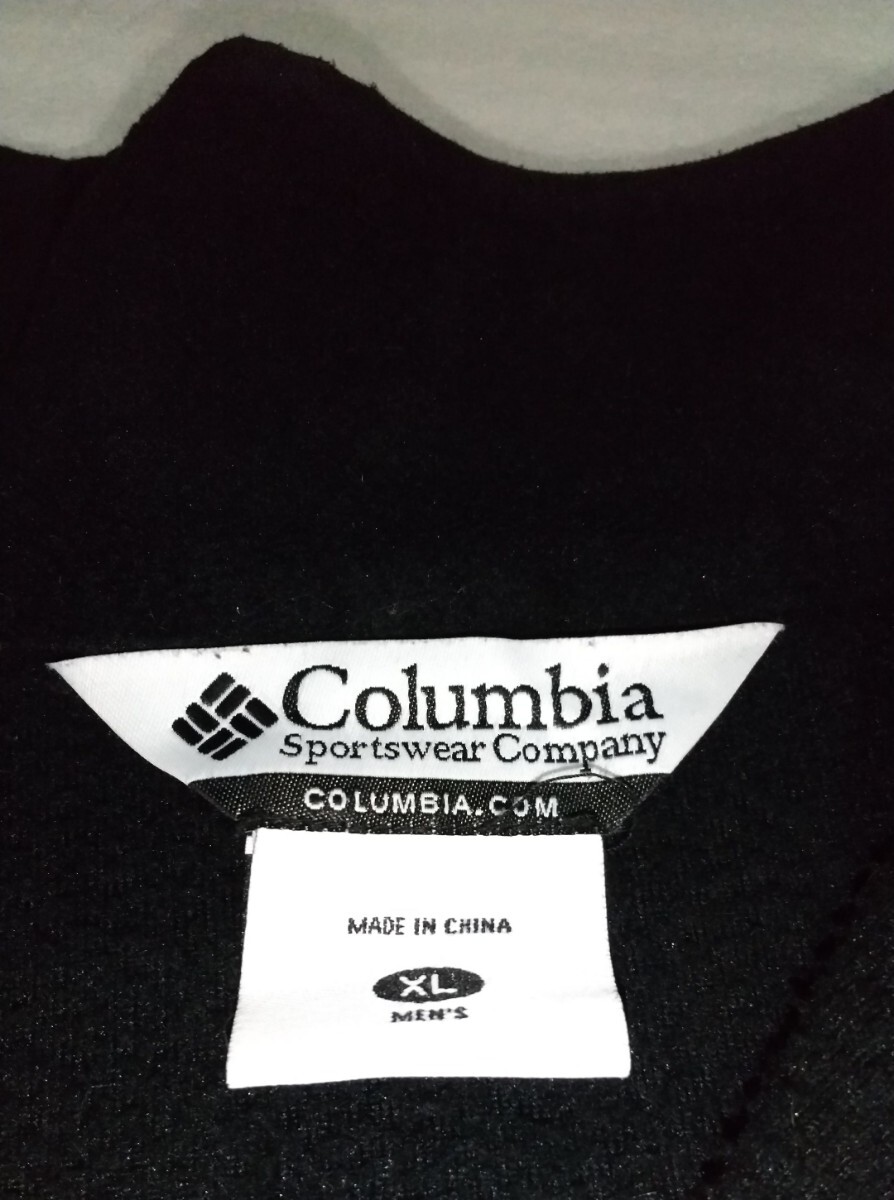 Columbia
Sportswear Company
COLUMBIA.COM
MADE IN CHINA
XL
MEN'S